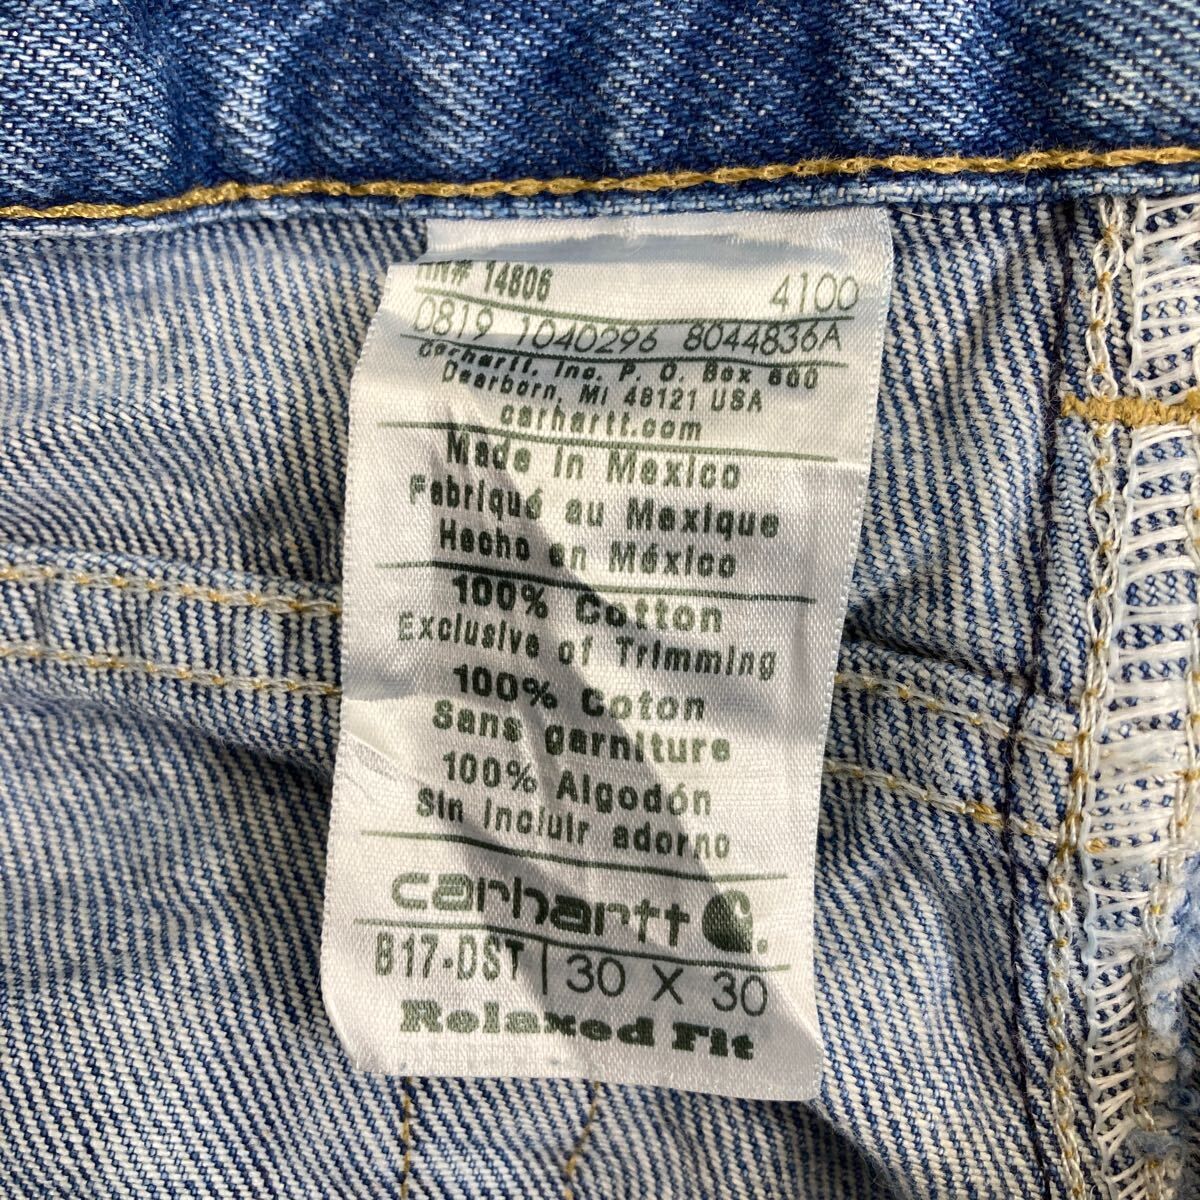 RN# 14806 4100
0819 1040296 8044836A
Carhartt, Inc. P. O. Box 600
Dearborn, MI 48121 USA
carhartt.com
Made in Mexico
Fabriqué au Mexique
Hecho en México
100% Cotton
Exclusive of Trimming
100% Coton
Sans garniture
100% Algodón
Sin incluir adorno
carhartt
B17-DST 30 X 30
Relaxed Fit